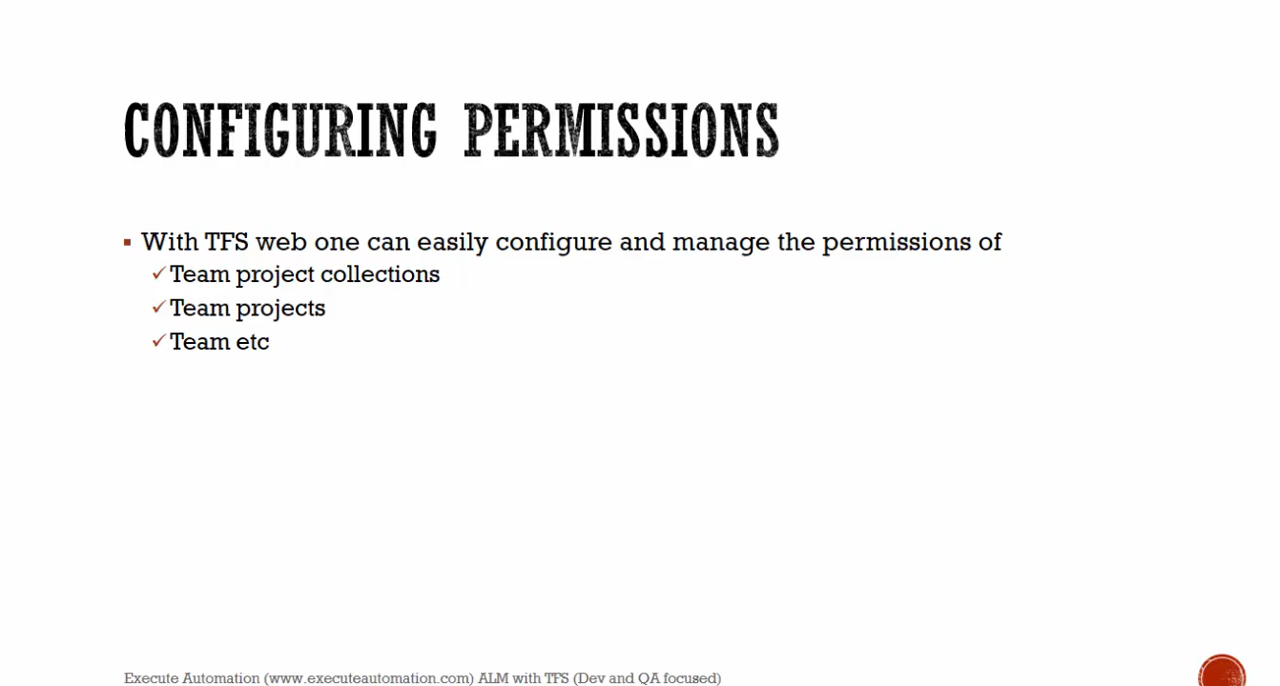 CONFIGURING PERMISSIONS
▪ With TFS web one can easily configure and manage the permissions of
✓ Team project collections
✓ Team projects
✓ Team etc
Execute Automation (www.executeautomation.com) ALM with TFS (Dev and QA focused)